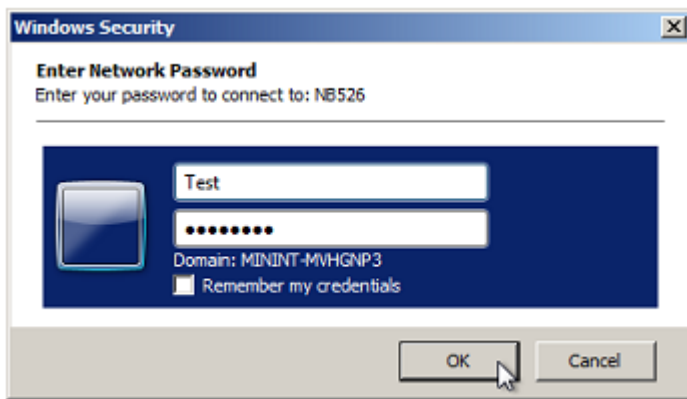 Windows Security
Enter Network Password
Enter your password to connect to: NB526
Test
••••••••
Domain: MININT-MVHGNP3
Remember my credentials
OK
Cancel